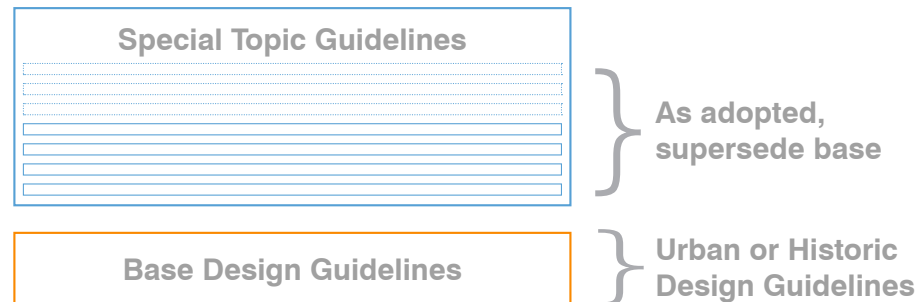 Special Topic Guidelines
As adopted,
supersede base
Base Design Guidelines
Urban or Historic
Design Guidelines